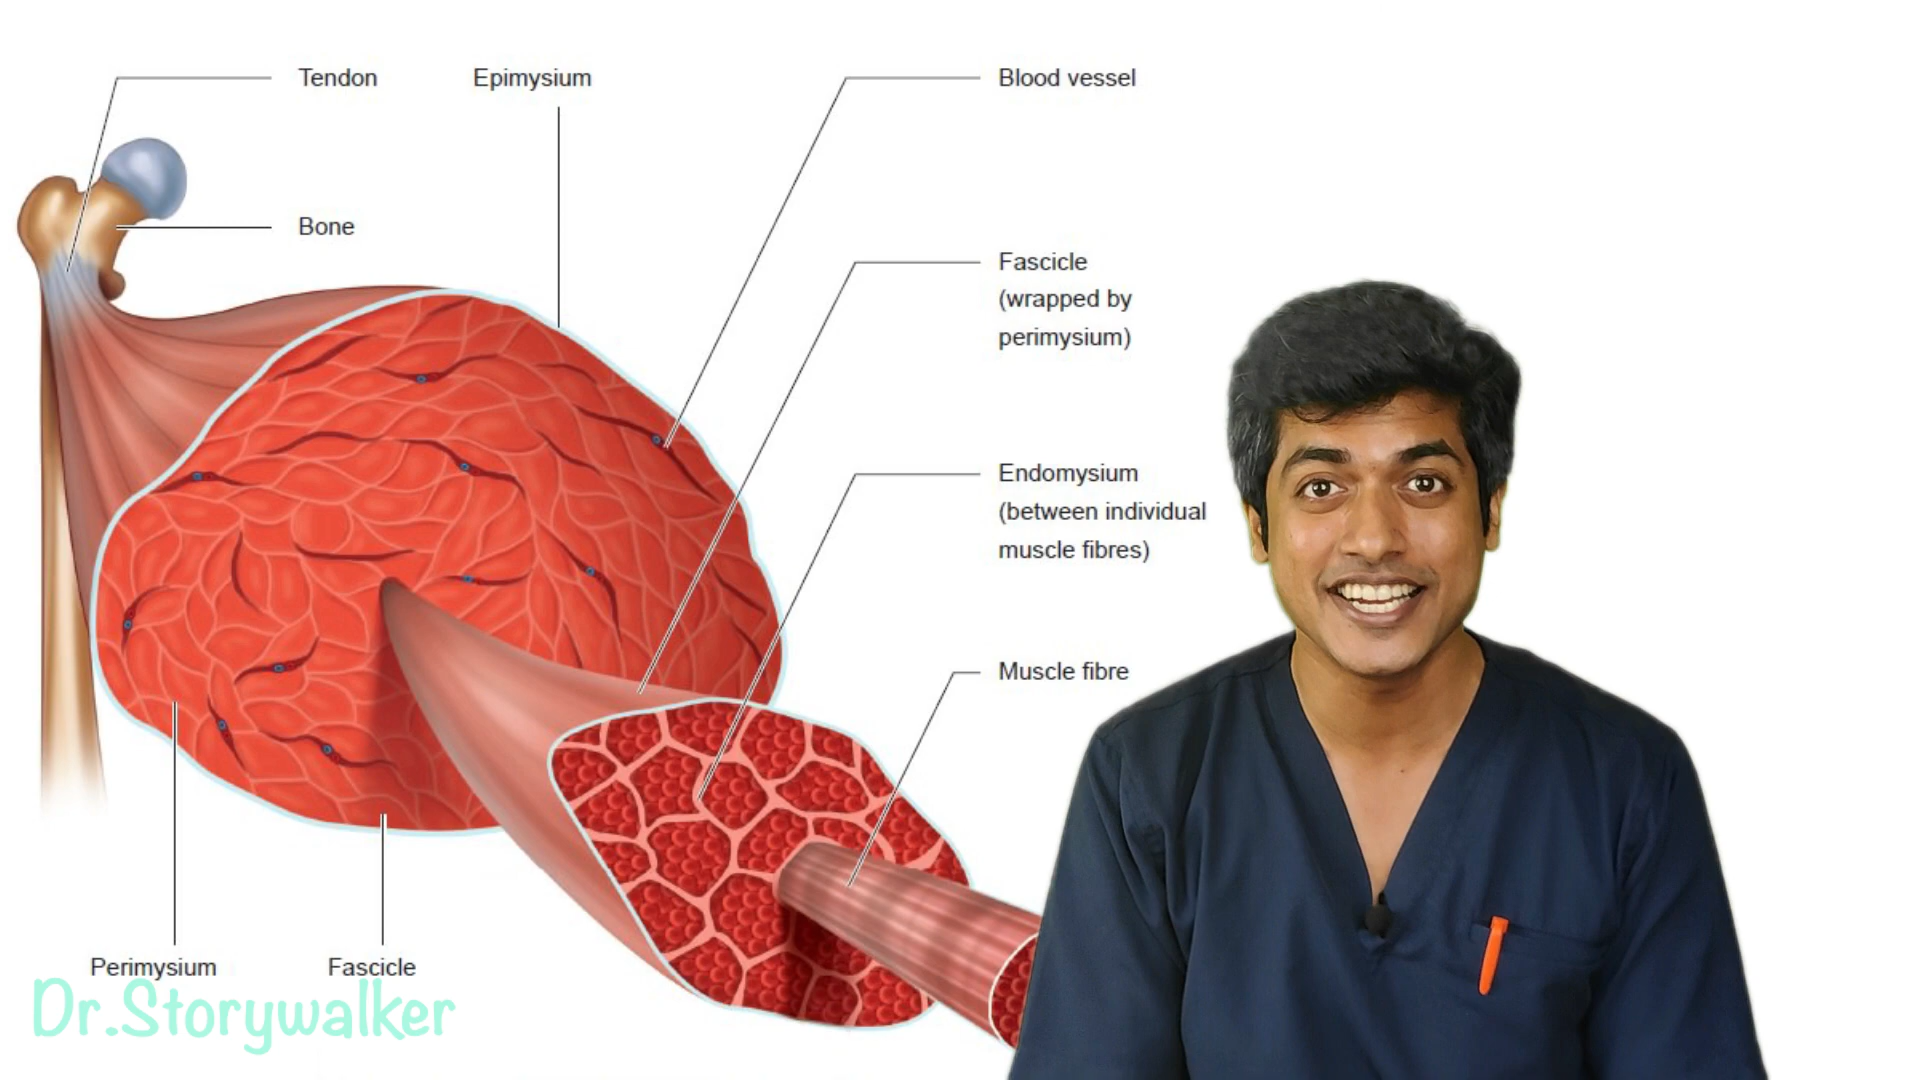 Tendon
Epimysium
Blood vessel
Bone
Fascicle
(wrapped by
perimysium)
Endomysium
(between individual
muscle fibres)
Muscle fibre
Perimysium
Fascicle
Dr.Storywalker